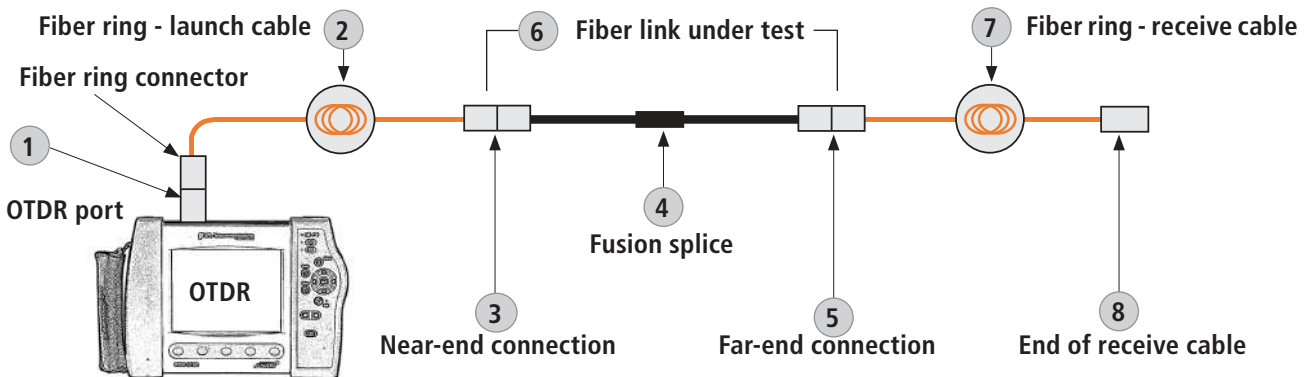 Fiber ring - launch cable
2
6
Fiber link under test
7
Fiber ring - receive cable
Fiber ring connector
1
OTDR port
4
Fusion splice
OTDR
3
Near-end connection
5
Far-end connection
8
End of receive cable